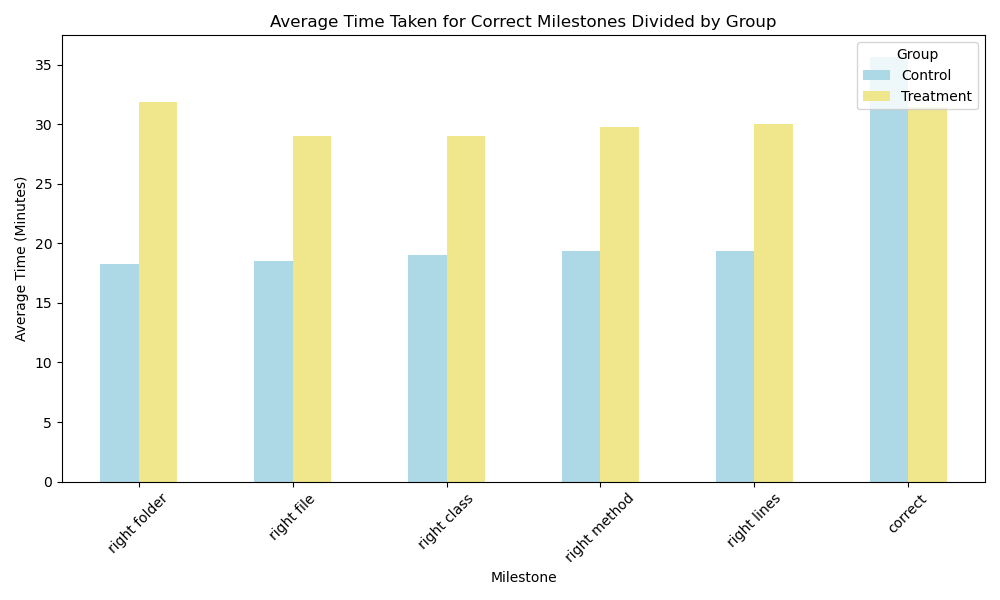 Average Time Taken for Correct Milestones Divided by Group
Group
Control
Treatment
Average Time (Minutes)
35
30
25
20
15
10
5
0
right folder
right file
right class
right method
right lines
correct
Milestone